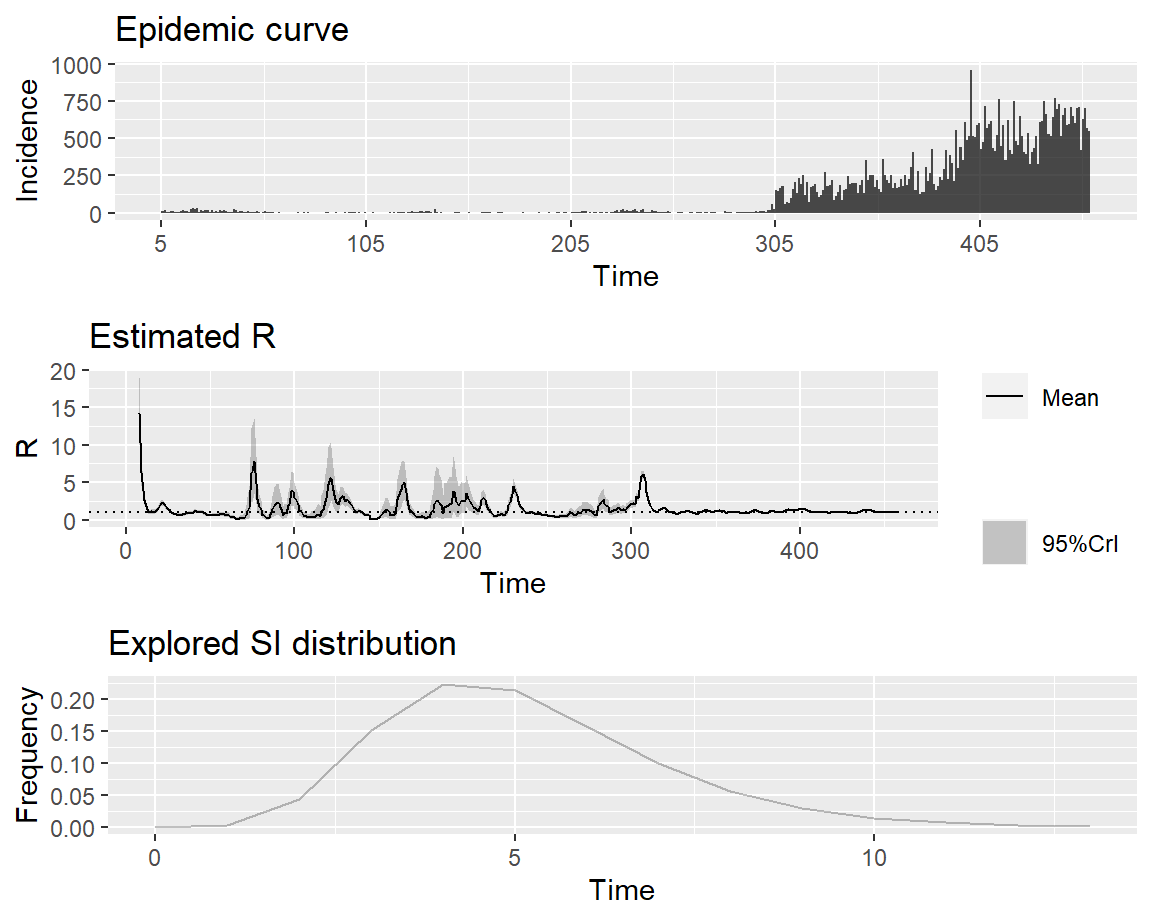 Epidemic curve
1000
750
500
250
0
Incidence
5 105 205 305 405
Time
Estimated R
20
15
10
5
0
R
0 100 200 300 400
Time
Mean
95%CrI
Explored SI distribution
0.20
0.15
0.10
0.05
0.00
Frequency
0 5 10
Time